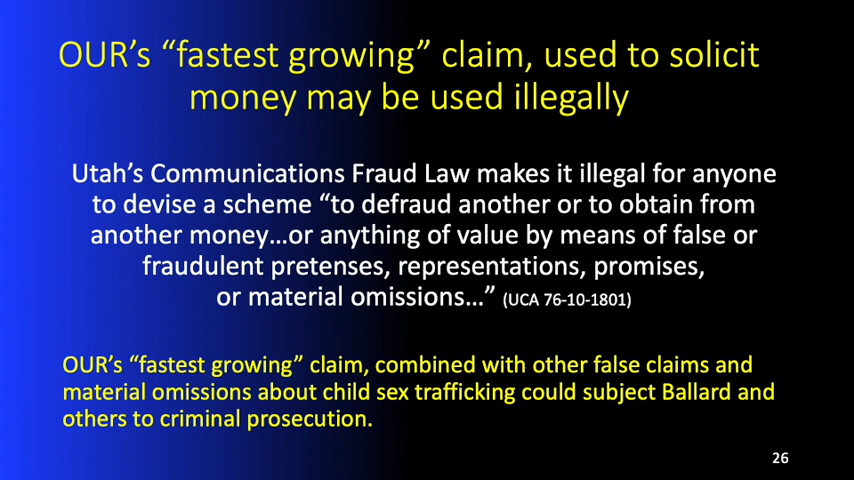 OUR’s “fastest growing” claim, used to solicit
money may be used illegally
Utah’s Communications Fraud Law makes it illegal for anyone
to devise a scheme “to defraud another or to obtain from
another money…or anything of value by means of false or
fraudulent pretenses, representations, promises,
or material omissions…” (UCA 76-10-1801)
OUR’s “fastest growing” claim, combined with other false claims and
material omissions about child sex trafficking could subject Ballard and
others to criminal prosecution.
26